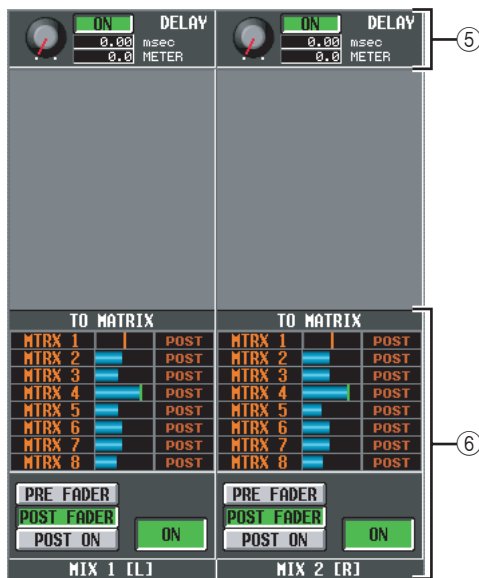 ON DELAY ON DELAY
0.00 msec 0.00 msec
0.0 METER 0.0 METER
⑤
TO MATRIX TO MATRIX
MTRX 1 POST MTRX 1 POST
MTRX 2 POST MTRX 2 POST
MTRX 3 POST MTRX 3 POST
MTRX 4 POST MTRX 4 POST
MTRX 5 POST MTRX 5 POST
MTRX 6 POST MTRX 6 POST
MTRX 7 POST MTRX 7 POST
MTRX 8 POST MTRX 8 POST
⑥
PRE FADER PRE FADER
POST FADER POST FADER
POST ON ON POST ON ON
MIX 1 [L] MIX 2 [R]